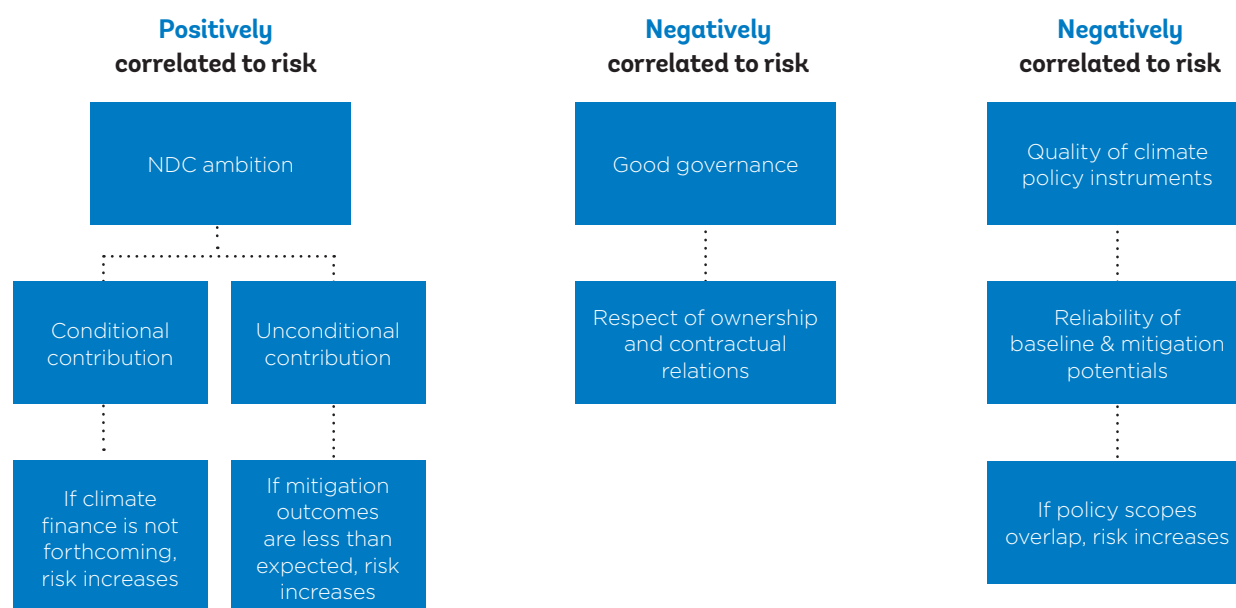 Positively
correlated to risk
NDC ambition
Conditional
contribution
Unconditional
contribution
If climate
finance is not
forthcoming,
risk increases
If mitigation
outcomes
are less than
expected, risk
increases
Negatively
correlated to risk
Good governance
Respect of ownership
and contractual
relations
Negatively
correlated to risk
Quality of climate
policy instruments
Reliability of
baseline & mitigation
potentials
If policy scopes
overlap, risk increases